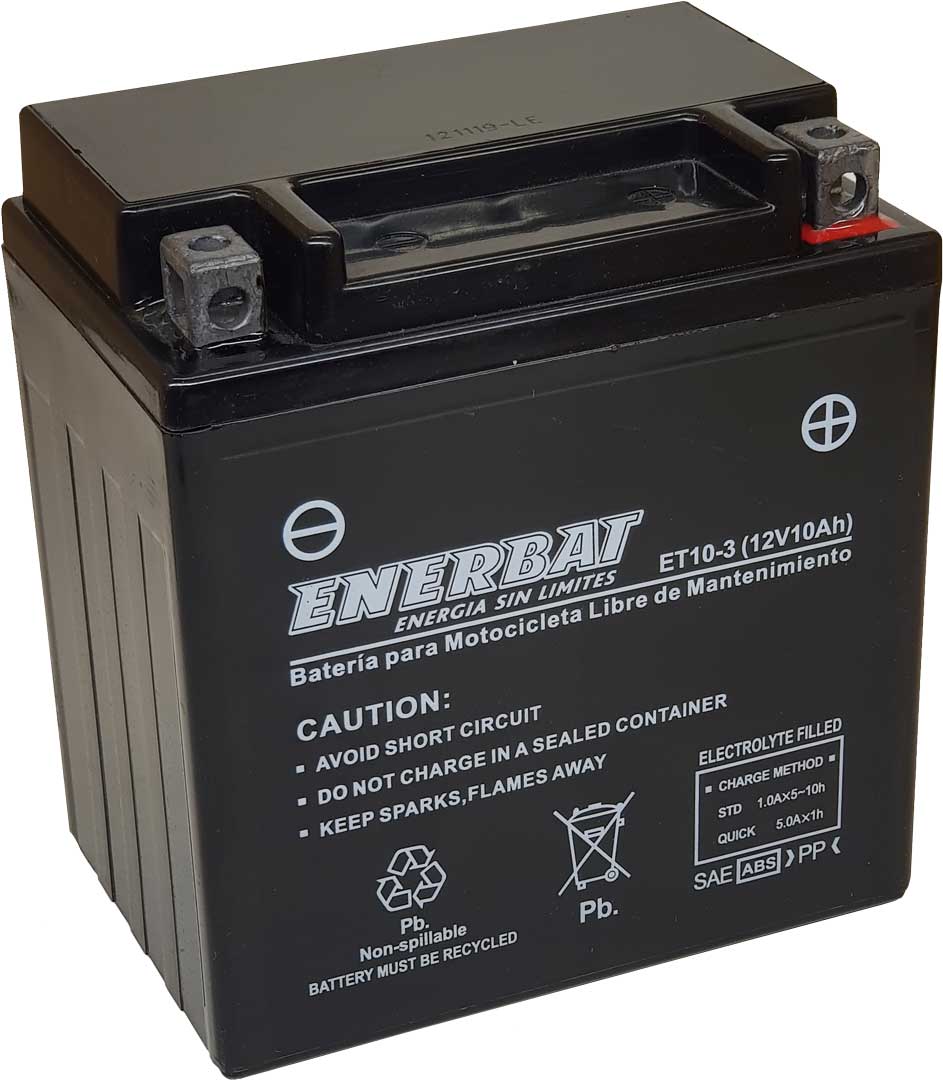 121119-LE
ENERBAT
ENERGIA SIN LIMITES
ET10-3 (12V10Ah)
Batería para Motocicleta Libre de Mantenimiento
CAUTION:
▪ AVOID SHORT CIRCUIT
▪ DO NOT CHARGE IN A SEALED CONTAINER
▪ KEEP SPARKS,FLAMES AWAY
ELECTROLYTE FILLED
▪ CHARGE METHOD ▪
STD 1.0A×5~10h
QUICK 5.0A×1h
SAE ABS 〉PP〈
Pb.
Non-spillable
BATTERY MUST BE RECYCLED
Pb.